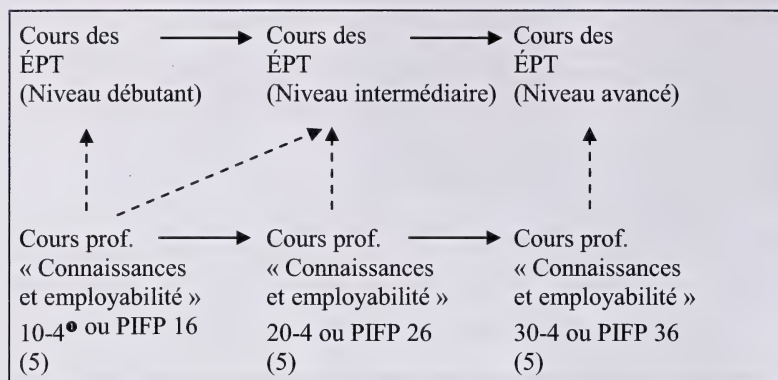 Cours des
ÉPT
(Niveau débutant)
Cours des
ÉPT
(Niveau intermédiaire)
Cours des
ÉPT
(Niveau avancé)
Cours prof.
« Connaissances
et employabilité »
10-4❶ ou PIFP 16
(5)
Cours prof.
« Connaissances
et employabilité »
20-4 ou PIFP 26
(5)
Cours prof.
« Connaissances
et employabilité »
30-4 ou PIFP 36
(5)